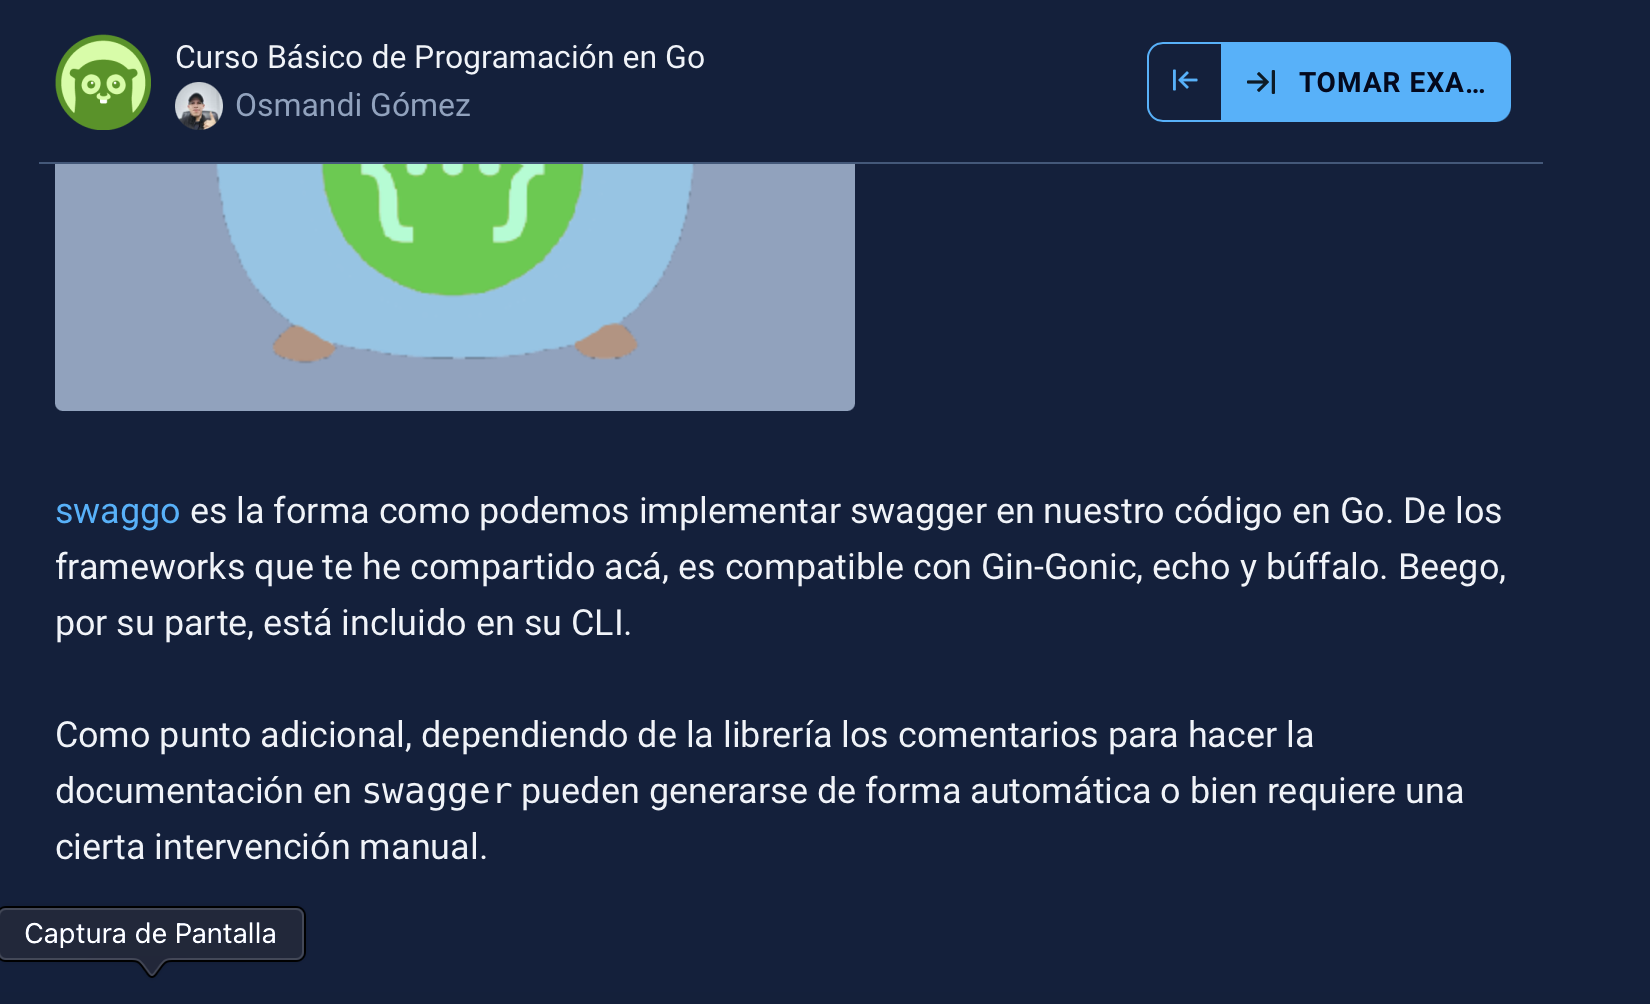 Curso Básico de Programación en Go
Osmandi Gómez
TOMAR EXA...
swaggo es la forma como podemos implementar swagger en nuestro código en Go. De los
frameworks que te he compartido acá, es compatible con Gin-Gonic, echo y búffalo. Beego,
por su parte, está incluido en su CLI.
Como punto adicional, dependiendo de la librería los comentarios para hacer la
documentación en swagger pueden generarse de forma automática o bien requiere una
cierta intervención manual.
Captura de Pantalla